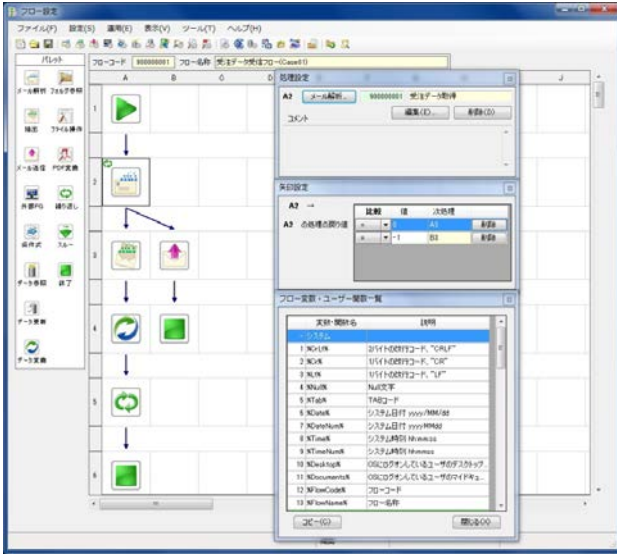 フロー設定
ファイル(F) 設定(S) 運用(E) 表示(V) ツール(T) ヘルプ(H)
パレット
メール解析 フォルダ参照
抽出 ファイル操作
メール送信 PDF変換
外部PG 繰り返し
条件式 スルー
データ参照 終了
データ更新
データ変換
フローコード 000000001 フロー名称 受注データ受信フロー(Case01)
A B C J
1
2
3
4
5
6
処理設定
A2 メール解析... 900000001 受注データ取得
編集(E)... 削除(D)
コメント
矢印設定
A2 →
A2 の処理の戻り値
比較 値 次処理
= 0 A3 削除
= -1 B3 削除
フロー変数・ユーザー関数一覧
変数・関数名 説明
- システム
1 %CrLf% 2バイトの改行コード、"CRLF"
2 %Cr% 1バイトの改行コード、"CR"
3 %Lf% 1バイトの改行コード、"LF"
4 %Null% Null文字
5 %Tab% TABコード
6 %Date% システム日付 yyyy/MM/dd
7 %DateNum% システム日付 yyyyMMdd
8 %Time% システム時刻 hh:mm:ss
9 %TimeNum% システム時刻 hhmmss
10 %Desktop% OSにログオンしているユーザのデスクトップ...
11 %Documents% OSにログオンしているユーザのマイドキュ...
12 %FlowCode% フローコード
13 %FlowName% フロー名称
コピー(C) 閉じる(X)